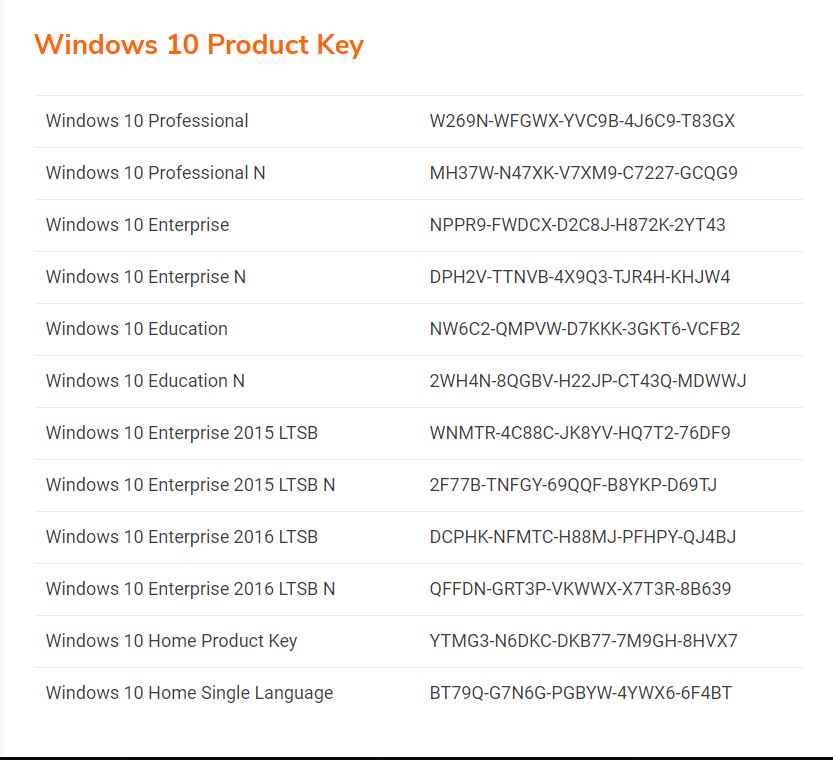 Windows 10 Product Key
Windows 10 Professional W269N-WFGWX-YVC9B-4J6C9-T83GX
Windows 10 Professional N MH37W-N47XK-V7XM9-C7227-GCQG9
Windows 10 Enterprise NPPR9-FWDCX-D2C8J-H872K-2YT43
Windows 10 Enterprise N DPH2V-TTNVB-4X9Q3-TJR4H-KHJW4
Windows 10 Education NW6C2-QMPVW-D7KKK-3GKT6-VCFB2
Windows 10 Education N 2WH4N-8QGBV-H22JP-CT43Q-MDWWJ
Windows 10 Enterprise 2015 LTSB WNMTR-4C88C-JK8YV-HQ7T2-76DF9
Windows 10 Enterprise 2015 LTSB N 2F77B-TNFGY-69QQF-B8YKP-D69TJ
Windows 10 Enterprise 2016 LTSB DCPHK-NFMTC-H88MJ-PFHPY-QJ4BJ
Windows 10 Enterprise 2016 LTSB N QFFDN-GRT3P-VKWWX-X7T3R-8B639
Windows 10 Home Product Key YTMG3-N6DKC-DKB77-7M9GH-8HVX7
Windows 10 Home Single Language BT79Q-G7N6G-PGBYW-4YWX6-6F4BT